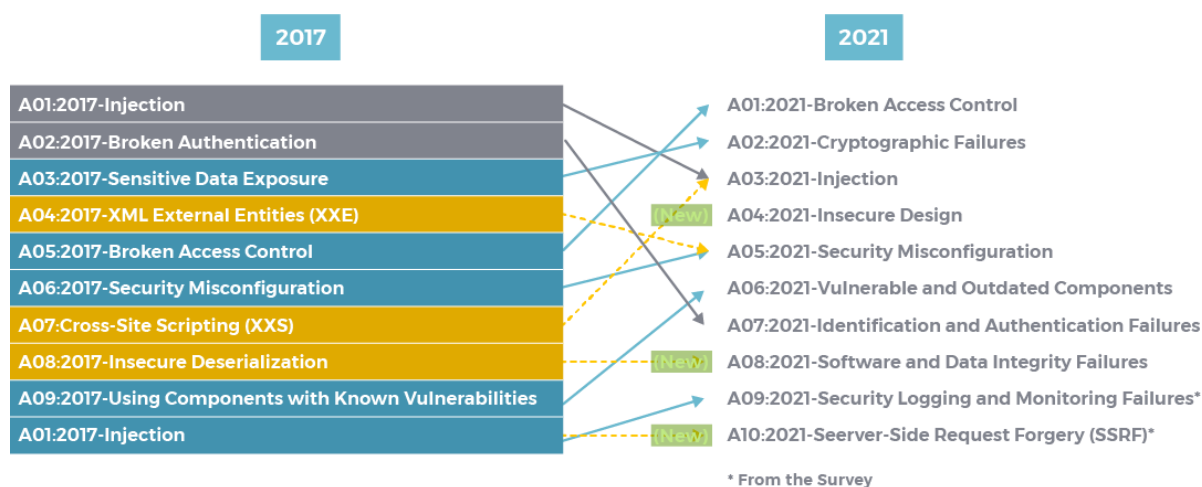 2017
2021
A01:2017-Injection
A02:2017-Broken Authentication
A03:2017-Sensitive Data Exposure
A04:2017-XML External Entities (XXE)
A05:2017-Broken Access Control
A06:2017-Security Misconfiguration
A07:Cross-Site Scripting (XXS)
A08:2017-Insecure Deserialization
A09:2017-Using Components with Known Vulnerabilities
A01:2017-Injection
A01:2021-Broken Access Control
A02:2021-Cryptographic Failures
A03:2021-Injection
(New) A04:2021-Insecure Design
A05:2021-Security Misconfiguration
A06:2021-Vulnerable and Outdated Components
A07:2021-Identification and Authentication Failures
(New) A08:2021-Software and Data Integrity Failures
A09:2021-Security Logging and Monitoring Failures*
(New) A10:2021-Seerver-Side Request Forgery (SSRF)*
* From the Survey